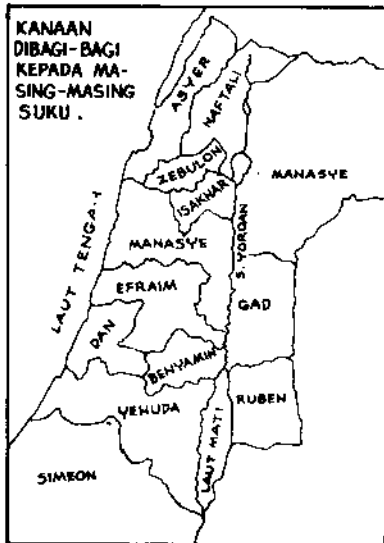 KANAAN
DIBAGI-BAGI
KEPADA MA-
SING-MASING
SUKU.
ASYER
NAFTALI
ZEBULON
MANASYE
ISAKHAR
LAUT TENGAH
MANASYE
S. YORDAN
EFRAIM
GAD
DAN
BENYAMIN
YEHUDA
RUBEN
LAUT MATI
SIMEON